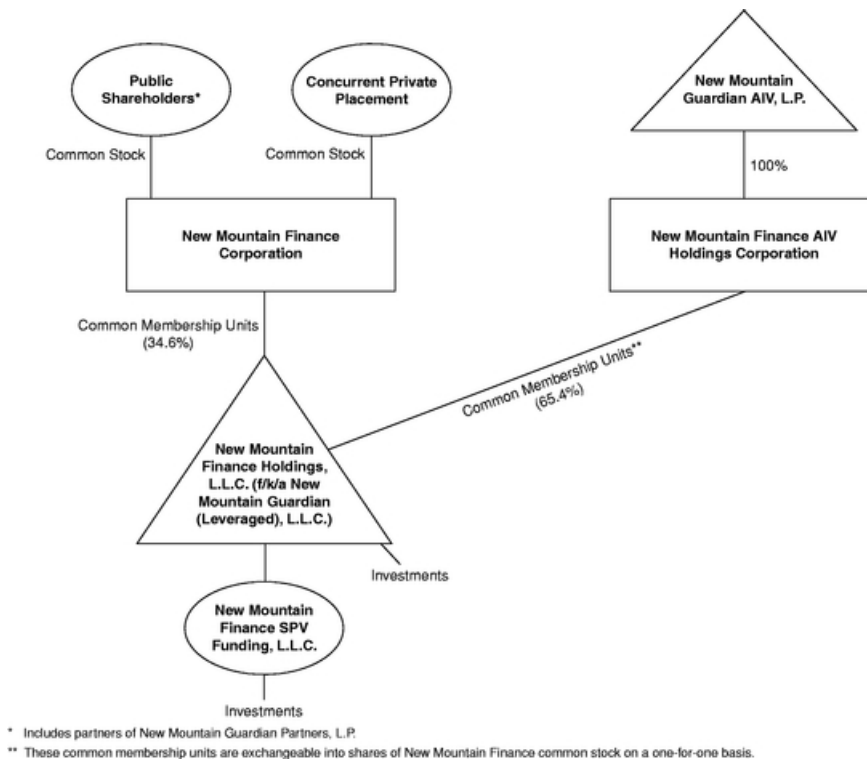 Public
Shareholders*
Concurrent Private
Placement
New Mountain
Guardian AIV, L.P.
Common Stock
Common Stock
100%
New Mountain Finance
Corporation
New Mountain Finance AIV
Holdings Corporation
Common Membership Units
(34.6%)
Common Membership Units**
(65.4%)
New Mountain
Finance Holdings,
L.L.C. (f/k/a New
Mountain Guardian
(Leveraged), L.L.C.)
Investments
New Mountain
Finance SPV
Funding, L.L.C.
Investments
* Includes partners of New Mountain Guardian Partners, L.P.
** These common membership units are exchangeable into shares of New Mountain Finance common stock on a one-for-one basis.